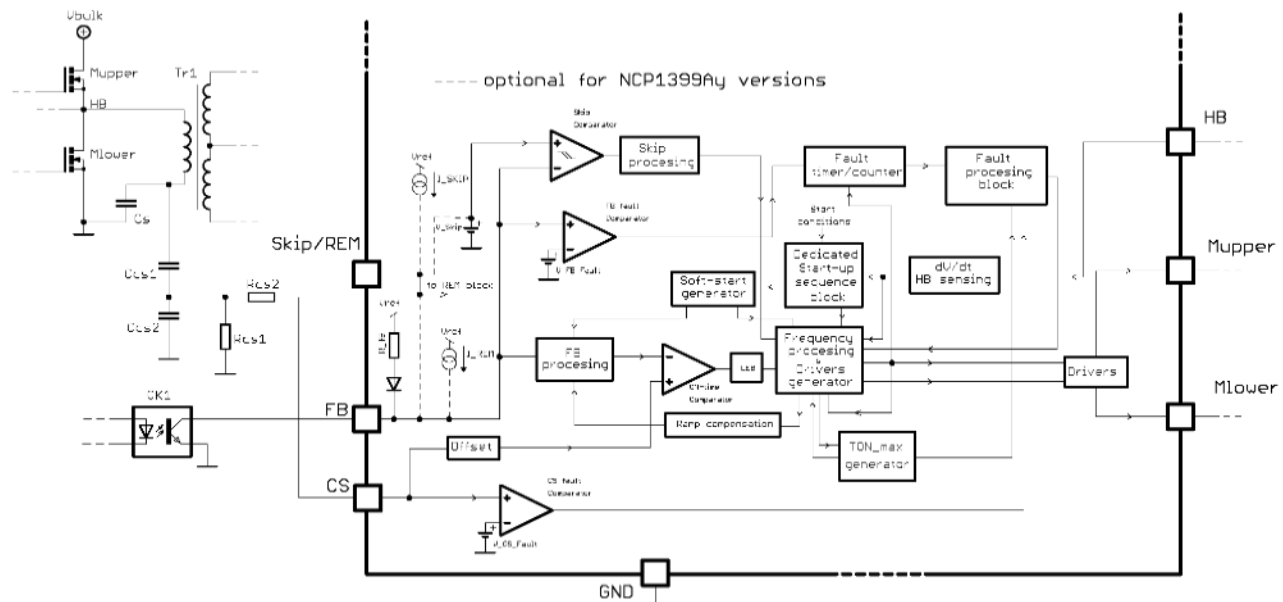 Vbulk
Mupper
Tr1
HB
Mlower
Cs
Ccs1
Ccs2
Rcs2
Rcs1
OK1
---- optional for NCP1399Ay versions
Skip/REM
FB
CS
GND
HB
Mupper
Mlower
Skip
Comparator
Skip
procesing
Vref
I_SKIP
V_Skip
to REM block
FB fault
Comparator
V_FB_Fault
Fault
timer/counter
Fault
procesing
block
Start
conditions
Dedicated
Start-up
sequence
block
dV/dt
HB sensing
Soft-start
generator
Vref
Vref
I_REM
FB
procesing
Comparator
LEB
Frequency
procesing
&
Drivers
generator
Drivers
Ramp compensation
Offset
TON_max
generator
CS fault
Comparator
V_CS_Fault